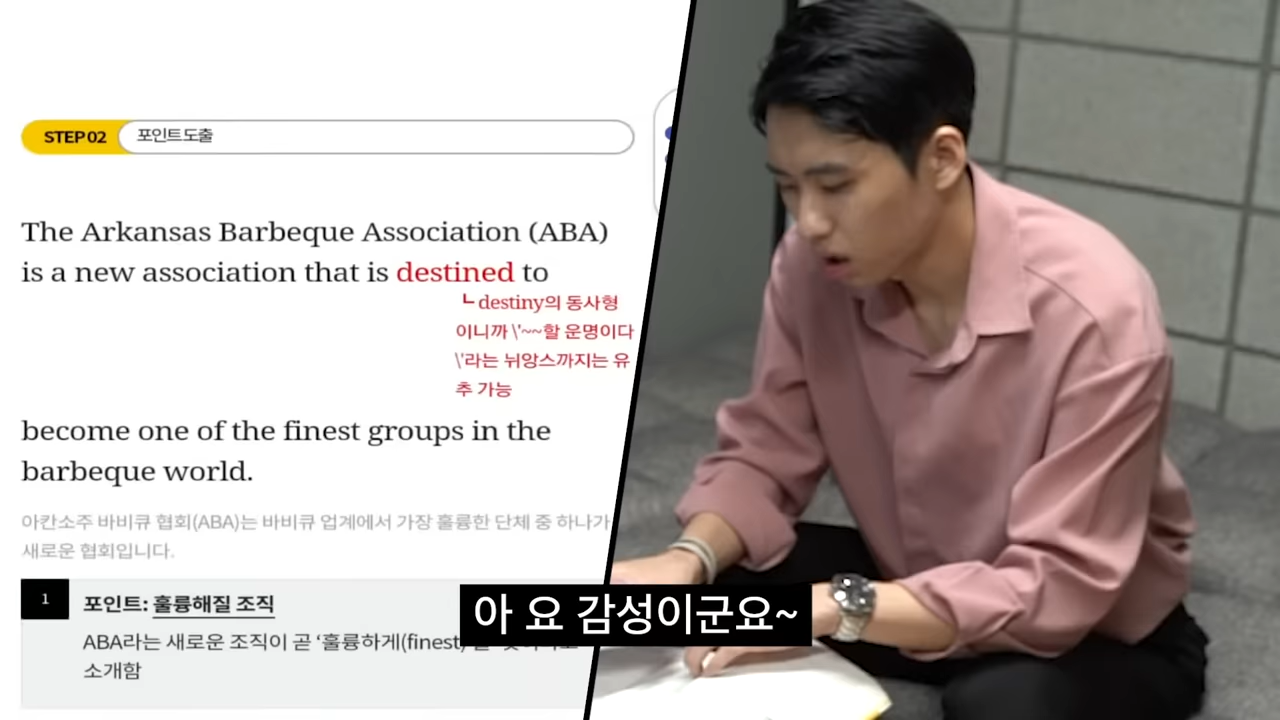 STEP 02 포인트 도출
The Arkansas Barbeque Association (ABA)
is a new association that is destined to
┗ destiny의 동사형
이니까 \'~~할 운명이다
\'라는 뉘앙스까지는 유
추 가능
become one of the finest groups in the
barbeque world.
아칸소주 바비큐 협회(ABA)는 바비큐 업계에서 가장 훌륭한 단체 중 하나가
새로운 협회입니다.
1 포인트: 훌륭해질 조직
ABA라는 새로운 조직이 곧 ‘훌륭하게(finest)
소개함
아 요 감성이군요~